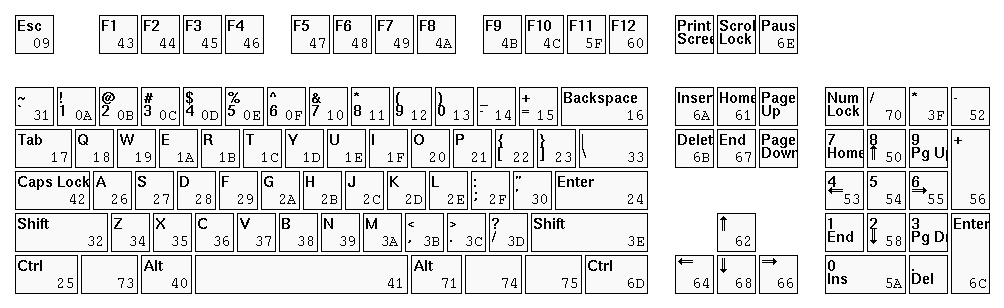 Esc F1 F2 F3 F4 F5 F6 F7 F8 F9 F10 F11 F12 Print Scrol Paus
09 43 44 45 46 47 48 49 4A 4B 4C 5F 60 Scree Lock 6E
~ ! @ # $ % ^ & * ( ) _ + Backspace Inser Home Page Num / * -
` 31 1 0A 2 0B 3 0C 4 0D 5 0E 6 0F 7 10 8 11 9 12 0 13 - 14 = 15 16 6A 61 Up Lock 70 3F 52
Tab Q W E R T Y U I O P { } | Delet End Page 7 8 9 +
17 18 19 1A 1B 1C 1D 1E 1F 20 21 [ 22 ] 23 \ 33 6B 67 Down Home ↑ 50 Pg U
Caps Lock A S D F G H J K L : " Enter 4 5 6
42 26 27 28 29 2A 2B 2C 2D 2E ; 2F ' 30 24 ⇐ 53 54 ⇒ 55 56
Shift Z X C V B N M < > ? Shift ⇑ 1 2 3 Enter
32 34 35 36 37 38 39 3A , 3B . 3C / 3D 3E 62 End ⇓ 58 Pg D
Ctrl Alt Alt Ctrl ⇐ ⇓ ⇒ 0 .
25 73 40 41 71 74 75 6D 64 68 66 Ins 5A Del 6C